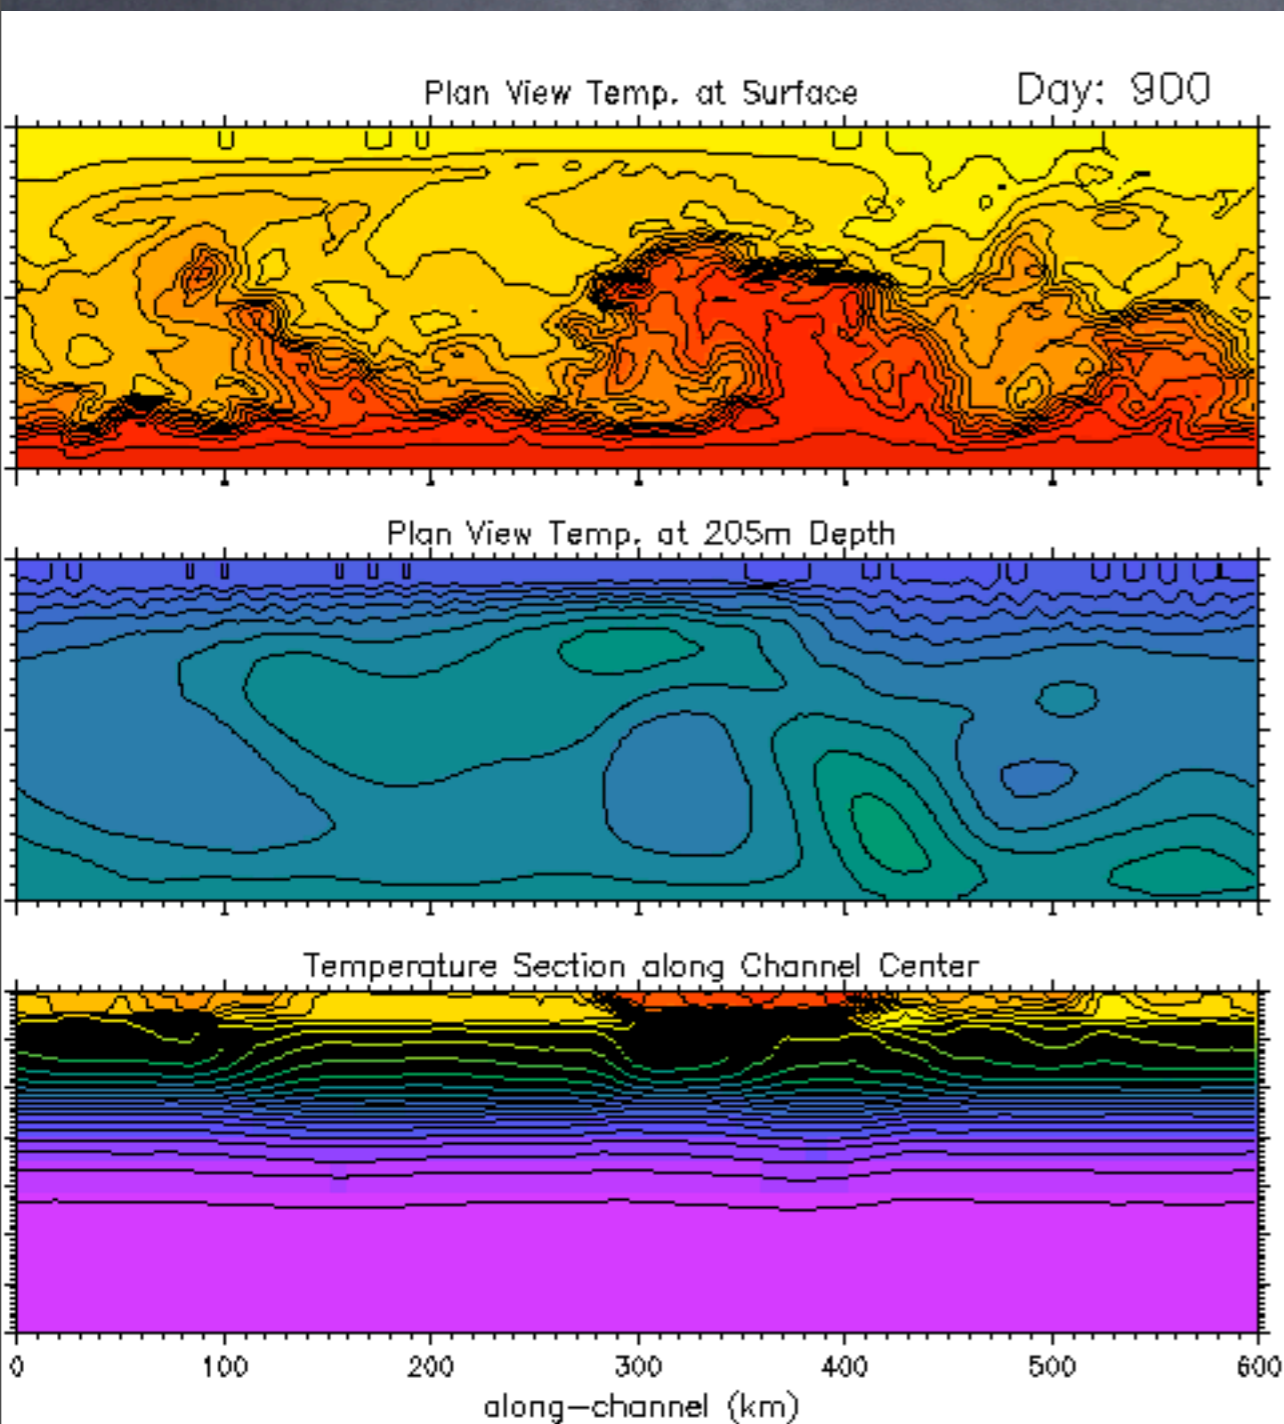 Plan View Temp. at Surface Day: 900
Plan View Temp. at 205m Depth
Temperature Section along Channel Center
0 100 200 300 400 500 600
along-channel (km)